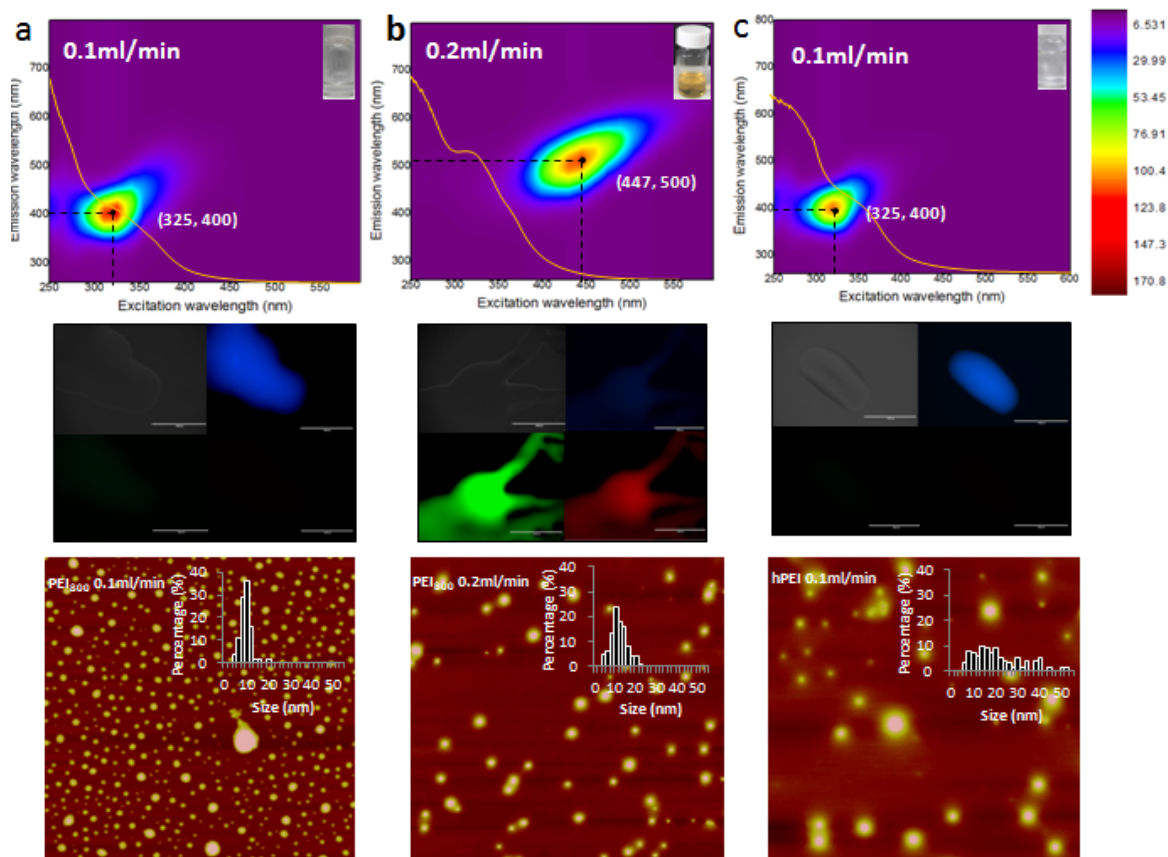 a
0.1ml/min
700
600
500
400
300
Emission wavelength (nm)
(325, 400)
250 300 350 400 450 500 550
Excitation wavelength (nm)
b
0.2ml/min
700
600
500
400
300
Emission wavelength (nm)
(447, 500)
250 300 350 400 450 500 550
Excitation wavelength (nm)
c
0.1ml/min
800
700
600
500
400
300
Emission wavelength (nm)
(325, 400)
250 300 350 400 450 500 550 600
Excitation wavelength (nm)
6.531
29.99
53.45
76.91
100.4
123.8
147.3
170.8
PEI₈₀₀ 0.1ml/min
Percentage (%)
40
30
20
10
0
0 10 20 30 40 50
Size (nm)
PEI₈₀₀ 0.2ml/min
Percentage (%)
40
30
20
10
0
0 10 20 30 40 50
Size (nm)
hPEI 0.1ml/min
Percentage (%)
40
30
20
10
0
0 10 20 30 40 50
Size (nm)